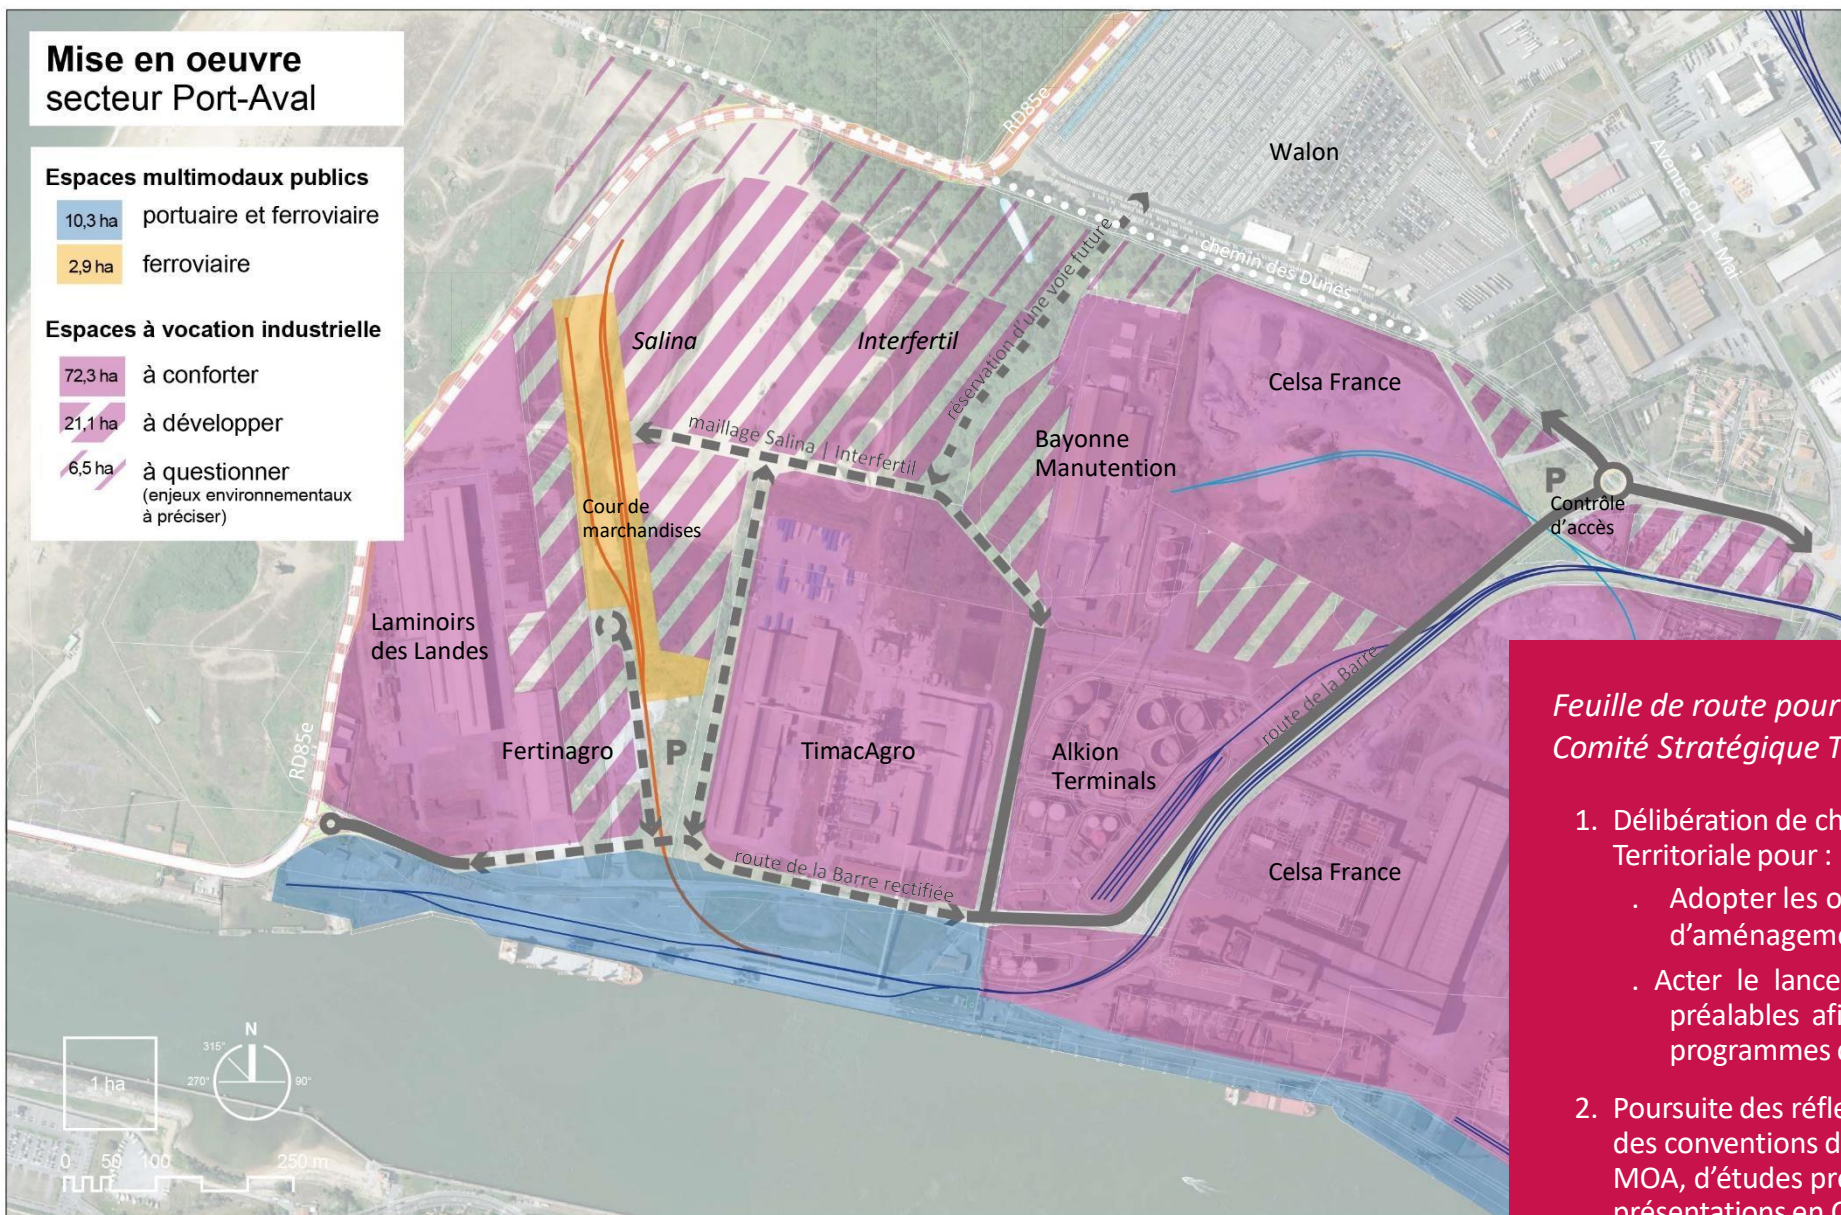 Mise en oeuvre
secteur Port-Aval
Espaces multimodaux publics
10,3 ha portuaire et ferroviaire
2,9 ha ferroviaire
Espaces à vocation industrielle
72,3 ha à conforter
21,1 ha à développer
6,5 ha à questionner
(enjeux environnementaux
à préciser)
RD85e
Walon
Avenue du 1er Mai
chemin des Dunes
réservation d'une voie future
Salina
Interfertil
maillage Salina | Interfertil
Celsa France
Bayonne
Manutention
P
Contrôle
d'accès
Cour de
marchandises
Laminoirs
des Landes
route de la Barre
Fertinagro
P
TimacAgro
Alkion
Terminals
RD85e
route de la Barre rectifiée
Celsa France
N
315°
270°
90°
1 ha
0 50 100 250 m
Feuille de route pour
Comité Stratégique T
1. Délibération de ch
Territoriale pour :
. Adopter les o
d'aménageme
. Acter le lance
préalables afi
programmes
2. Poursuite des réfle
des conventions d
MOA, d'études pré
présentations en